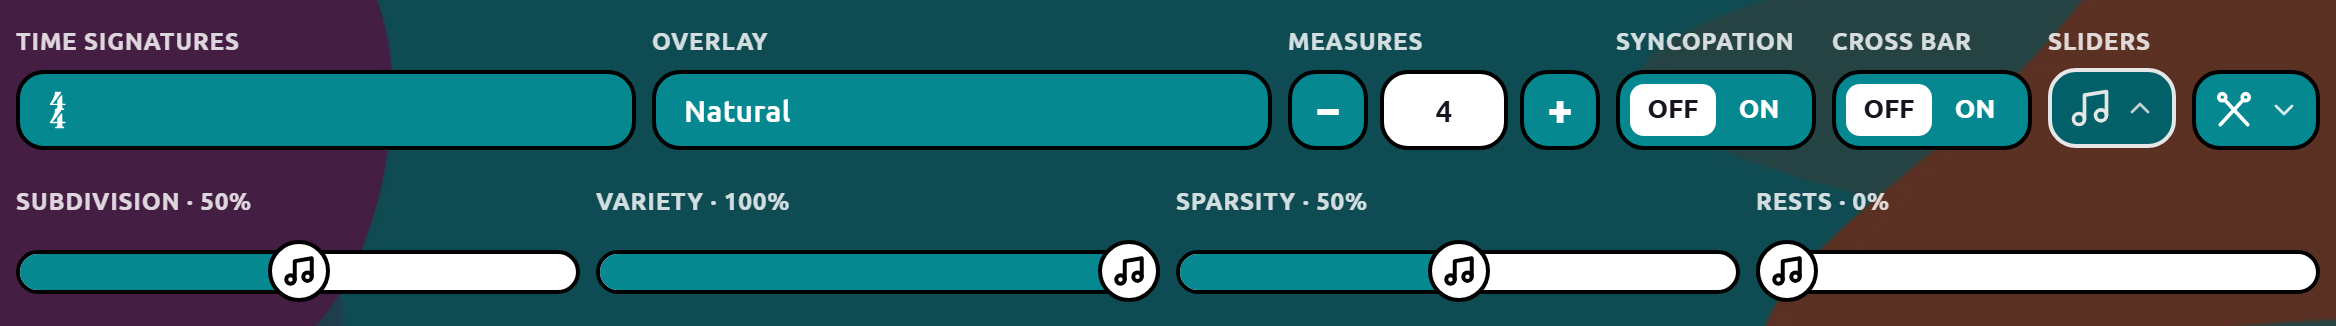 TIME SIGNATURES OVERLAY MEASURES SYNCOPATION CROSS BAR SLIDERS
4
4
Natural − 4 + OFF ON OFF ON
SUBDIVISION · 50% VARIETY · 100% SPARSITY · 50% RESTS · 0%